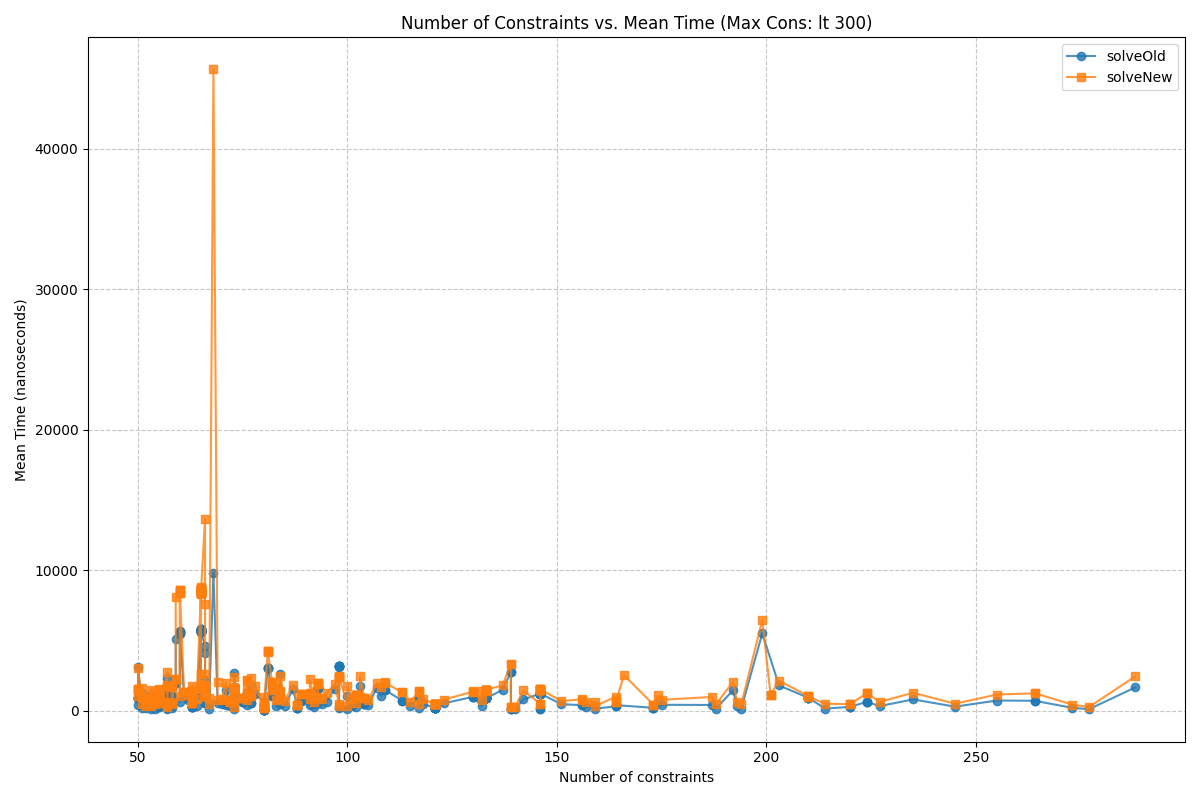 Number of Constraints vs. Mean Time (Max Cons: lt 300)
solveOld
solveNew
Mean Time (nanoseconds)
40000
30000
20000
10000
0
50
100
150
200
250
Number of constraints